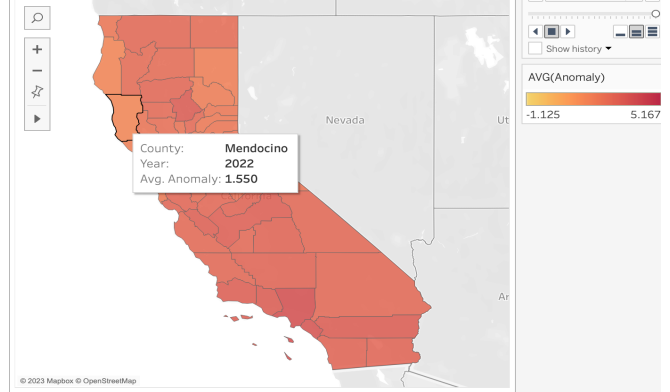 Show history
AVG(Anomaly)
-1.125 5.167
Nevada
Ut
County: Mendocino
Year: 2022
Avg. Anomaly: 1.550
California
Ar
© 2023 Mapbox © OpenStreetMap